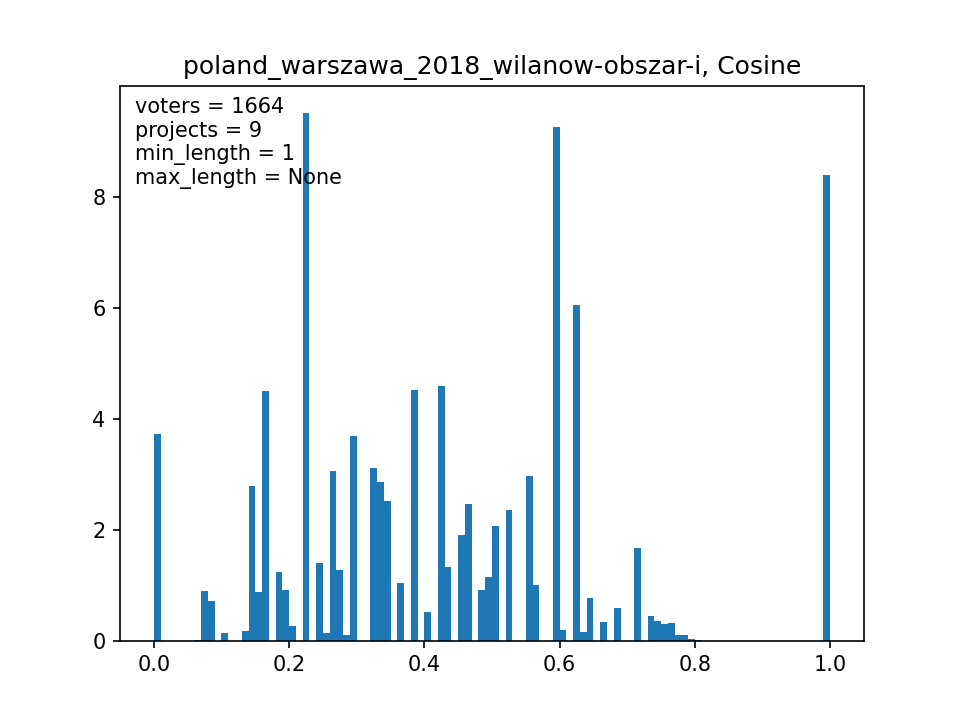 poland_warszawa_2018_wilanow-obszar-i, Cosine
voters = 1664
projects = 9
min_length = 1
max_length = None
8
6
4
2
0
0.0 0.2 0.4 0.6 0.8 1.0